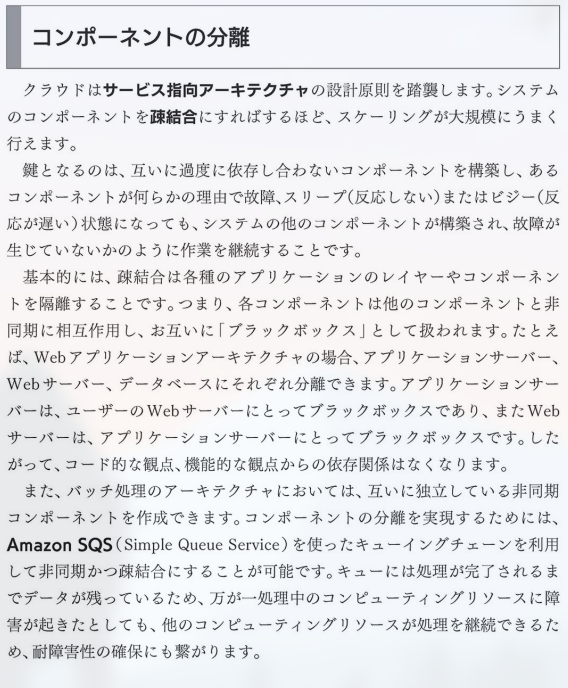 コンポーネントの分離
クラウドはサービス指向アーキテクチャの設計原則を踏襲します。システム
のコンポーネントを疎結合にすればするほど、スケーリングが大規模にうまく
行えます。
鍵となるのは、互いに過度に依存し合わないコンポーネントを構築し、ある
コンポーネントが何らかの理由で故障、スリープ(反応しない)またはビジー(反
応が遅い)状態になっても、システムの他のコンポーネントが構築され、故障が
生じていないかのように作業を継続することです。
基本的には、疎結合は各種のアプリケーションのレイヤーやコンポーネン
トを隔離することです。つまり、各コンポーネントは他のコンポーネントと非
同期に相互作用し、お互いに「ブラックボックス」として扱われます。たとえ
ば、Webアプリケーションアーキテクチャの場合、アプリケーションサーバー、
Webサーバー、データベースにそれぞれ分離できます。アプリケーションサー
バーは、ユーザーのWebサーバーにとってブラックボックスであり、またWeb
サーバーは、アプリケーションサーバーにとってブラックボックスです。した
がって、コード的な観点、機能的な観点からの依存関係はなくなります。
また、バッチ処理のアーキテクチャにおいては、互いに独立している非同期
コンポーネントを作成できます。コンポーネントの分離を実現するためには、
Amazon SQS(Simple Queue Service)を使ったキューイングチェーンを利用
して非同期かつ疎結合にすることが可能です。キューには処理が完了されるま
でデータが残っているため、万が一処理中のコンピューティングリソースに障
害が起きたとしても、他のコンピューティングリソースが処理を継続できるた
め、耐障害性の確保にも繋がります。